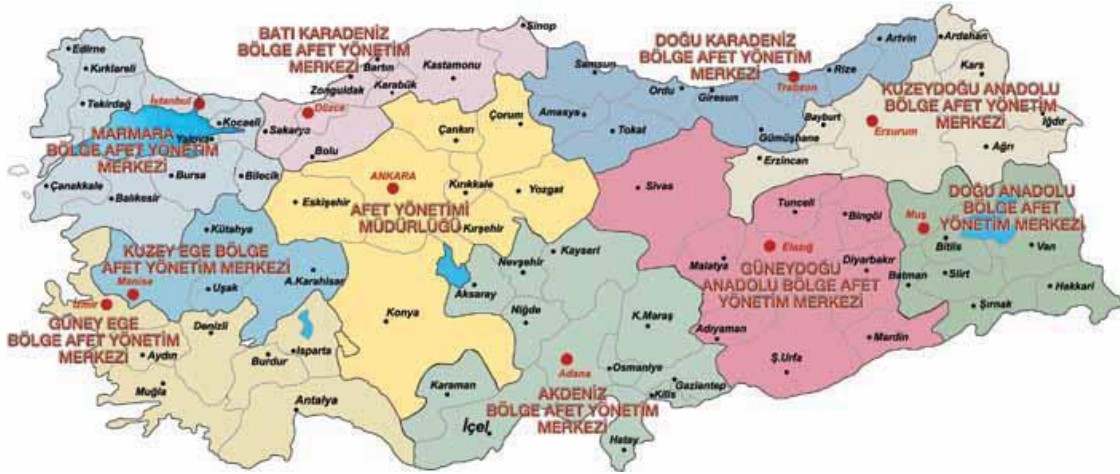 BATI KARADENİZ
BÖLGE AFET YÖNETİM
MERKEZİ
DOĞU KARADENİZ
BÖLGE AFET YÖNETİM
MERKEZİ
KUZEYDOĞU ANADOLU
BÖLGE AFET YÖNETİM
MERKEZİ
MARMARA
BÖLGE AFET YÖNETİM
MERKEZİ
ANKARA
AFET YÖNETİMİ
MÜDÜRLÜĞÜ
DOĞU ANADOLU
BÖLGE AFET
YÖNETİM MERKEZİ
KUZEY EGE BÖLGE
AFET YÖNETİM MERKEZİ
GÜNEYDOĞU
ANADOLU BÖLGE AFET
YÖNETİM MERKEZİ
GÜNEY EGE
BÖLGE AFET YÖNETİM
MERKEZİ
AKDENİZ
BÖLGE AFET YÖNETİM
MERKEZİ
Edirne
Kırklareli
Tekirdağ
İstanbul
Kocaeli
Yalova
Bursa
Bilecik
Çanakkale
Balıkesir
Sakarya
Düzce
Bolu
Zonguldak
Bartın
Karabük
Kastamonu
Sinop
Çankırı
Çorum
Kırıkkale
Yozgat
Eskişehir
Kırşehir
Konya
Samsun
Amasya
Tokat
Ordu
Giresun
Trabzon
Rize
Artvin
Gümüşhane
Ardahan
Kars
Iğdır
Ağrı
Erzurum
Bayburt
Erzincan
Sivas
Tunceli
Bingöl
Elazığ
Malatya
Diyarbakır
Adıyaman
Mardin
Ş.Urfa
Muş
Bitlis
Van
Batman
Siirt
Hakkari
Şırnak
Kütahya
Manisa
Uşak
A.Karahisar
İzmir
Aydın
Denizli
Muğla
Burdur
Isparta
Antalya
Kayseri
Nevşehir
Aksaray
Niğde
K.Maraş
Adana
Osmaniye
Gaziantep
Kilis
Karaman
İçel
Hatay